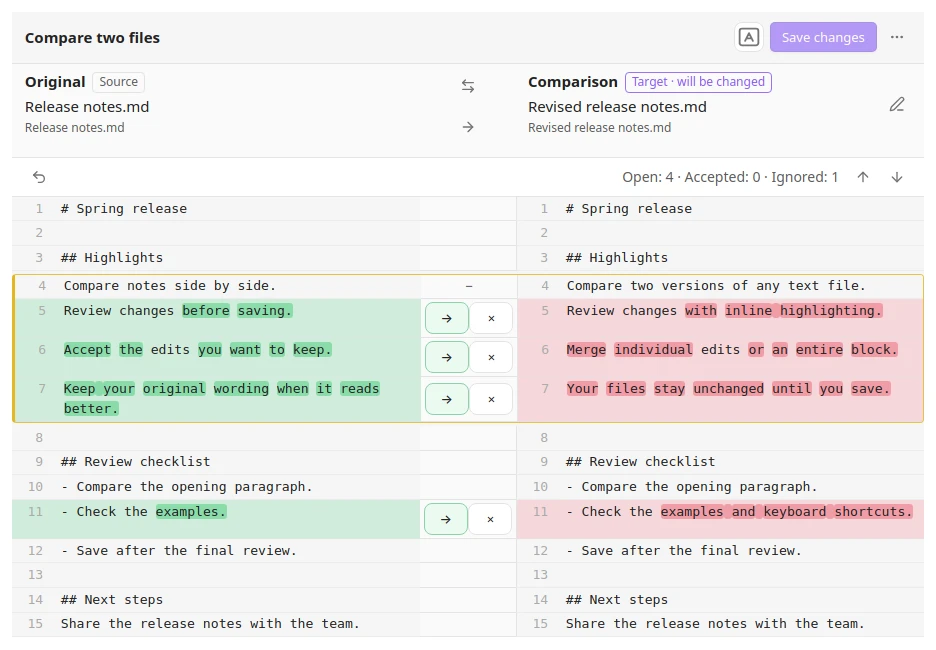 Compare two files
A
Save changes
...
Original Source
Comparison Target · will be changed
Release notes.md
Revised release notes.md
Release notes.md
Revised release notes.md
Open: 4 · Accepted: 0 · Ignored: 1
1 # Spring release 1 # Spring release
2 2
3 ## Highlights 3 ## Highlights
4 Compare notes side by side. – 4 Compare two versions of any text file.
5 Review changes before saving. → × 5 Review changes with inline highlighting.
6 Accept the edits you want to keep. → × 6 Merge individual edits or an entire block.
7 Keep your original wording when it reads → × 7 Your files stay unchanged until you save.
better.
8 8
9 ## Review checklist 9 ## Review checklist
10 - Compare the opening paragraph. 10 - Compare the opening paragraph.
11 - Check the examples. → × 11 - Check the examples and keyboard shortcuts.
12 - Save after the final review. 12 - Save after the final review.
13 13
14 ## Next steps 14 ## Next steps
15 Share the release notes with the team. 15 Share the release notes with the team.